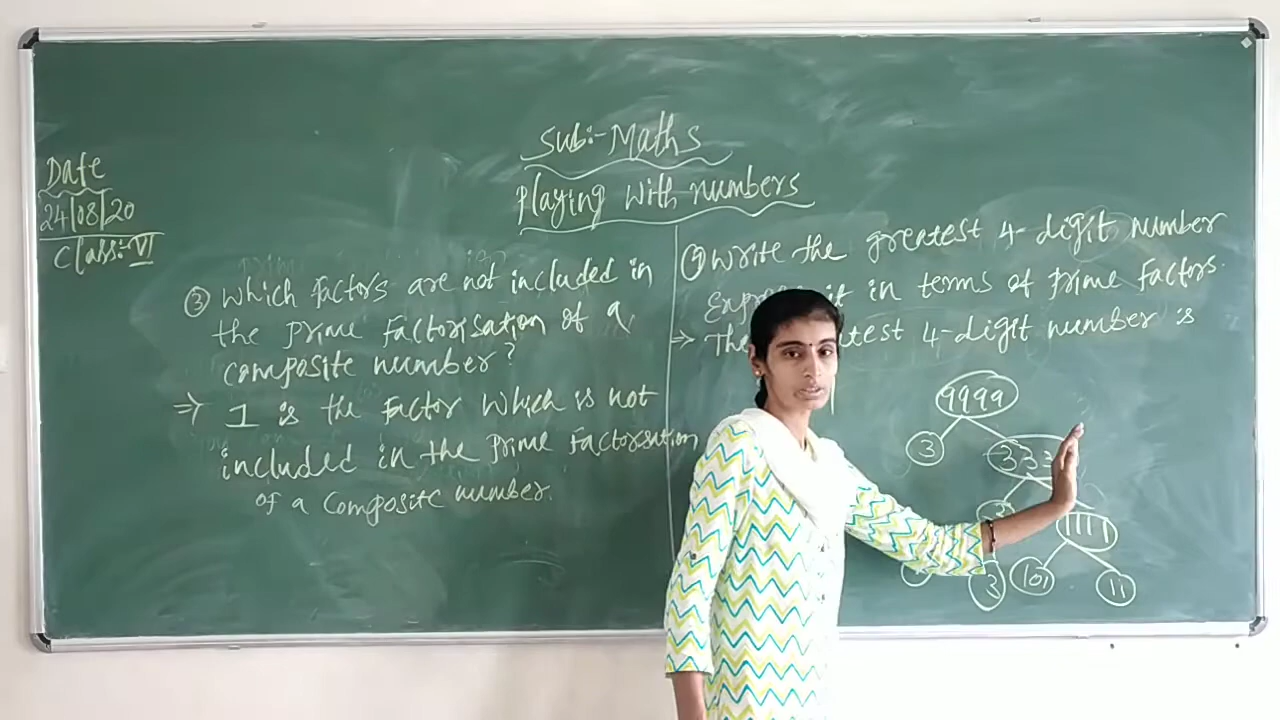 Sub:- Maths
Playing with numbers
Date
24/08/20
Class:- VI
③ Which factors are not included in
the prime factorisation of a
composite number?
⇒ 1 is the factor which is not
included in the prime factorisation
of a composite number.
Write the greatest 4-digit number
it in terms of prime factors.
⇒ The 4-digit number is
9999
3
3
101
11
1111